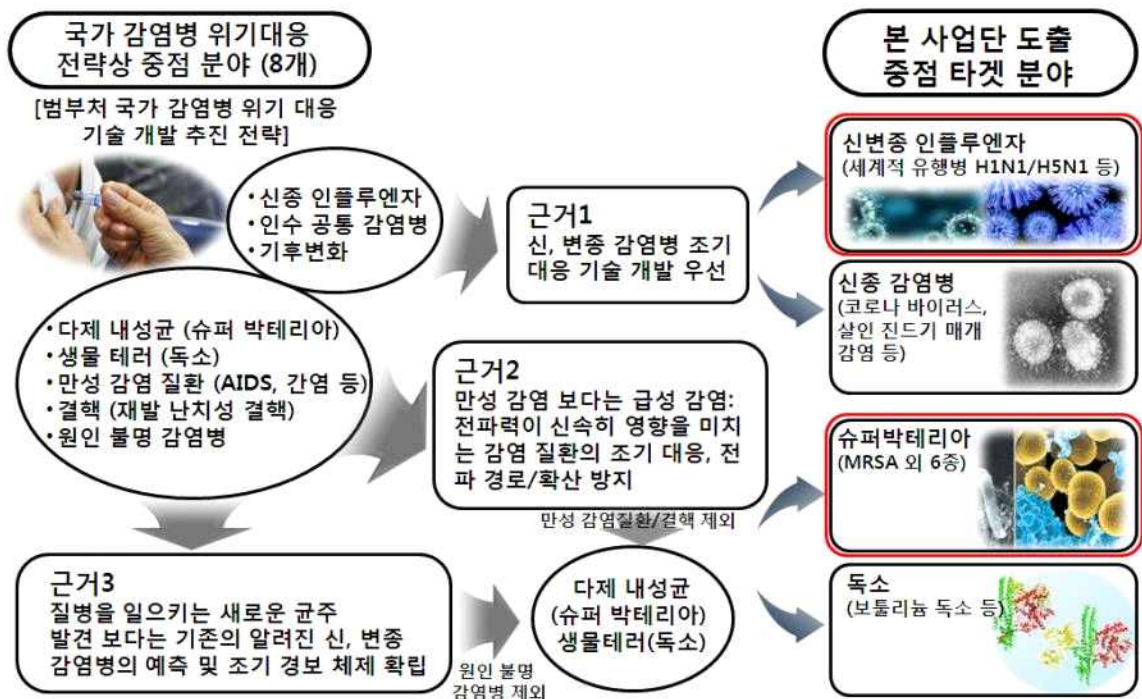 국가 감염병 위기대응
전략상 중점 분야 (8개)
[범부처 국가 감염병 위기 대응
기술 개발 추진 전략]
•신종 인플루엔자
•인수 공통 감염병
•기후변화
•다제 내성균 (슈퍼 박테리아)
•생물 테러 (독소)
•만성 감염 질환 (AIDS, 간염 등)
•결핵 (재발 난치성 결핵)
•원인 불명 감염병
근거1
신, 변종 감염병 조기
대응 기술 개발 우선
근거2
만성 감염 보다는 급성 감염:
전파력이 신속히 영향을 미치
는 감염 질환의 조기 대응, 전
파 경로/확산 방지
만성 감염질환/결핵 제외
근거3
질병을 일으키는 새로운 균주
발견 보다는 기존의 알려진 신, 변종
감염병의 예측 및 조기 경보 체제 확립
원인 불명
감염병 제외
다제 내성균
(슈퍼 박테리아)
생물테러(독소)
본 사업단 도출
중점 타겟 분야
신변종 인플루엔자
(세계적 유행병 H1N1/H5N1 등)
신종 감염병
(코로나 바이러스,
살인 진드기 매개
감염 등)
슈퍼박테리아
(MRSA 외 6종)
독소
(보툴리늄 독소 등)